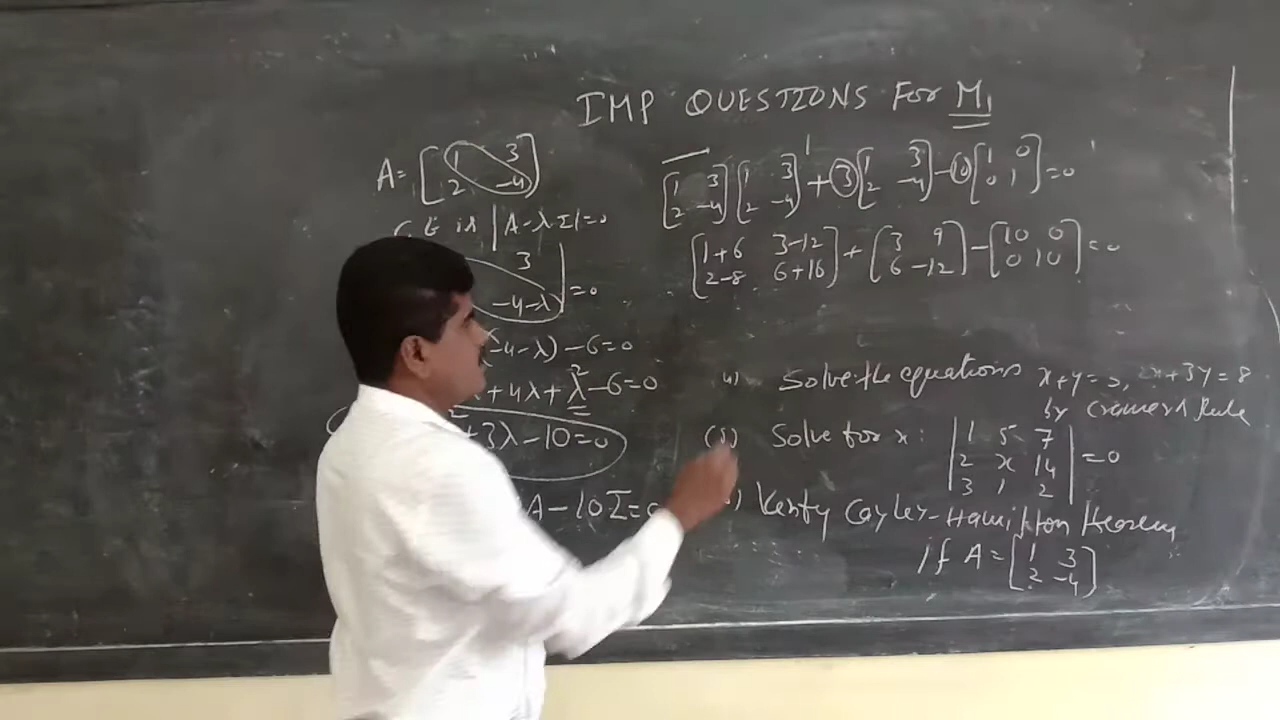 IMP QUESTIONS FOR M1
A = [1 3
2 -4]
C E is |A-λI|=0
3
-4-λ| =0
(-4-λ) -6=0
+ 4λ + λ² -6=0
² +3λ -10=0
A -10I=0
[1 3 [1 3 + 3 [1 3 - 10 [1 0 =0
2 -4] 2 -4] 2 -4] 0 1]
[1+6 3-12 + [3 9 - [10 0 =0
2-8 6+16] 6 -12] 0 10]
4) Solve the equations x+y=3, 2x+3y=8
by cramer's Rule
(5) Solve for x: |1 5 7
2 x 14 =0
3 1 2|
) Verify Cayley-Hamilton theorem
if A = [1 3
2 -4]